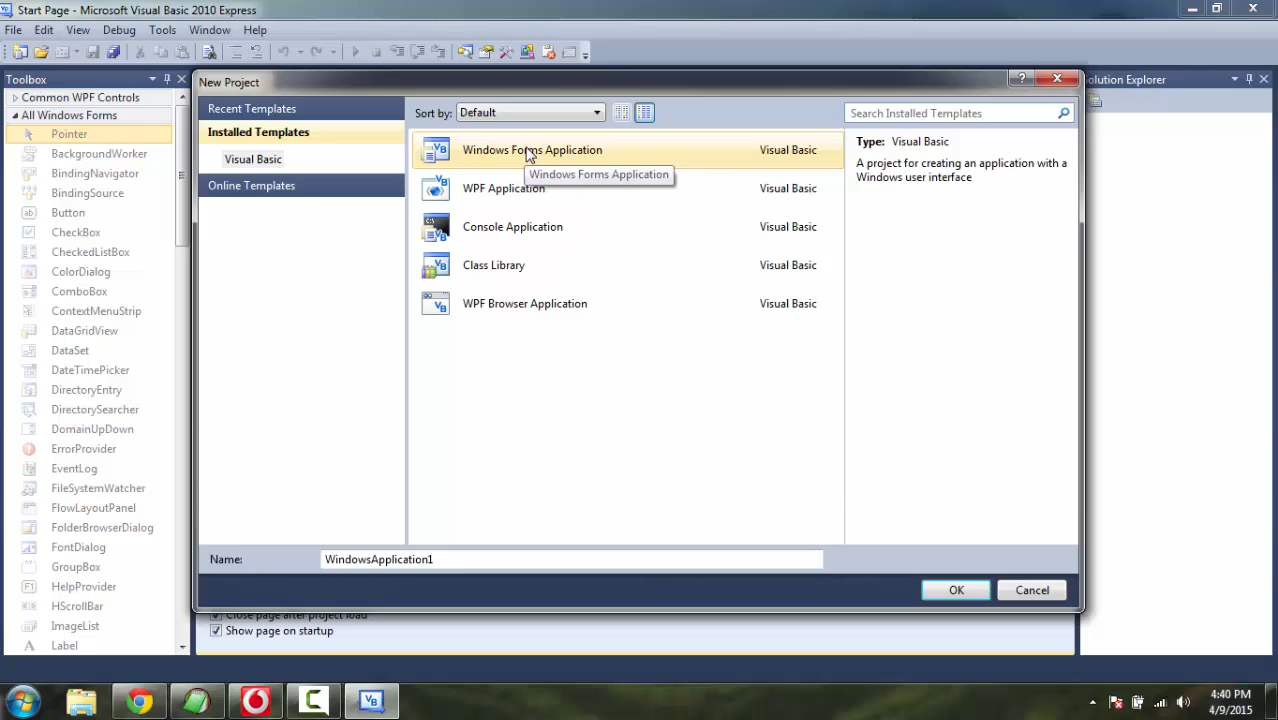 Start Page - Microsoft Visual Basic 2010 Express
File Edit View Debug Tools Window Help
Toolbox
Common WPF Controls
All Windows Forms
Pointer
BackgroundWorker
BindingNavigator
BindingSource
Button
CheckBox
CheckedListBox
ColorDialog
ComboBox
ContextMenuStrip
DataGridView
DataSet
DateTimePicker
DirectoryEntry
DirectorySearcher
DomainUpDown
ErrorProvider
EventLog
FileSystemWatcher
FlowLayoutPanel
FolderBrowserDialog
FontDialog
GroupBox
HelpProvider
HScrollBar
ImageList
Label
New Project
Recent Templates
Installed Templates
Visual Basic
Online Templates
Sort by: Default
Search Installed Templates
Windows Forms Application Visual Basic
Windows Forms Application
WPF Application Visual Basic
Console Application Visual Basic
Class Library Visual Basic
WPF Browser Application Visual Basic
Type: Visual Basic
A project for creating an application with a
Windows user interface
Name: WindowsApplication1
OK Cancel
Close page after project load
Show page on startup
olution Explorer
4:40 PM
4/9/2015